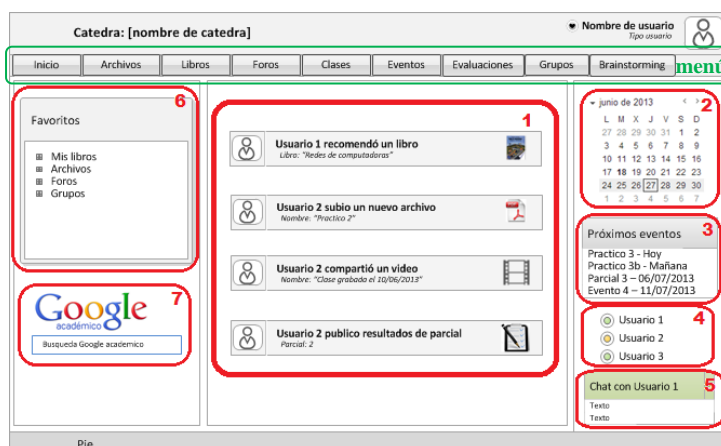 Catedra: [nombre de catedra]
Nombre de usuario
Tipo usuario
Inicio Archivos Libros Foros Clases Eventos Evaluaciones Grupos Brainstorming menú
6
Favoritos
Mis libros
Archivos
Foros
Grupos
7
Google
académico
Busqueda Google academico
1
Usuario 1 recomendó un libro
Libro: "Redes de computadoras"
Usuario 2 subio un nuevo archivo
Nombre: "Practico 2"
Usuario 2 compartió un video
Nombre: "Clase grabada el 10/06/2013"
Usuario 2 publico resultados de parcial
Parcial: 2
2
junio de 2013 < >
L M X J V S D
27 28 29 30 31 1 2
3 4 5 6 7 8 9
10 11 12 13 14 15 16
17 18 19 20 21 22 23
24 25 26 27 28 29 30
1 2 3 4 5 6 7
3
Próximos eventos
Practico 3 - Hoy
Practico 3b - Mañana
Parcial 3 – 06/07/2013
Evento 4 – 11/07/2013
4
Usuario 1
Usuario 2
Usuario 3
5
Chat con Usuario 1
Texto
Texto
Pie